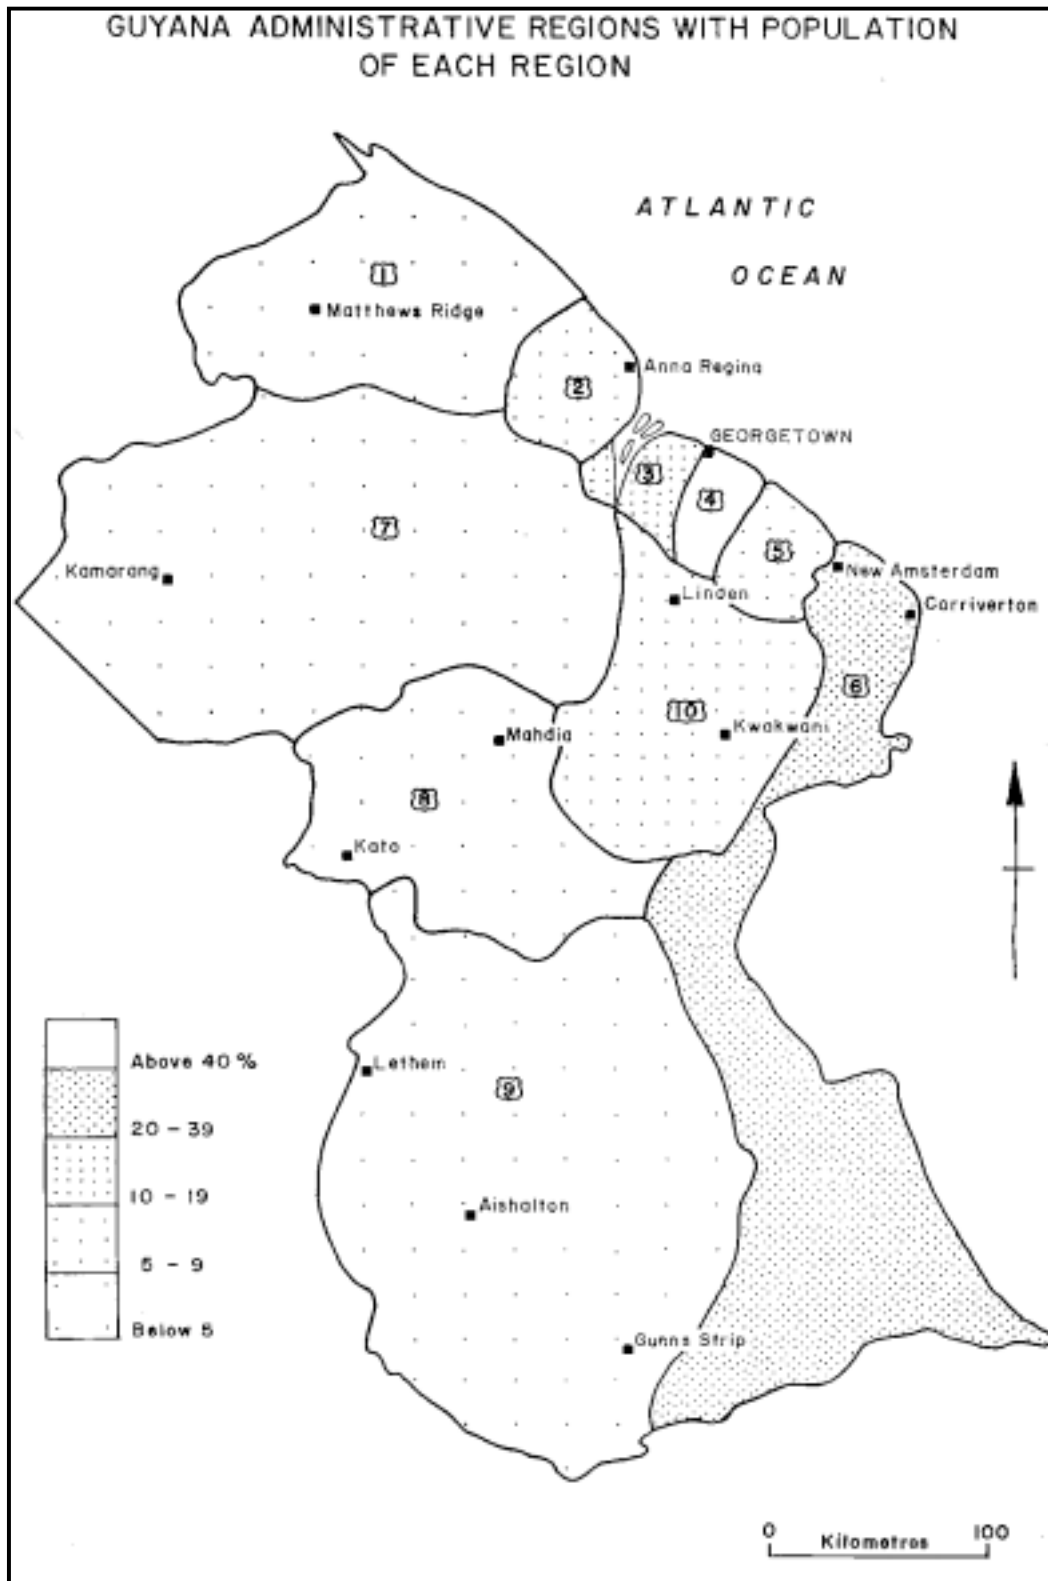 GUYANA ADMINISTRATIVE REGIONS WITH POPULATION
OF EACH REGION
ATLANTIC
OCEAN
1
Matthews Ridge
Anna Regina
2
GEORGETOWN
3
4
7
5
Kamarang
New Amsterdam
Linden
Corriverton
6
10
Mahdia
Kwakwani
8
Kato
Above 40 %
Lethem
9
20 - 39
10 - 19
Aishalton
5 - 9
Below 5
Gunns Strip
0 100
Kilometres